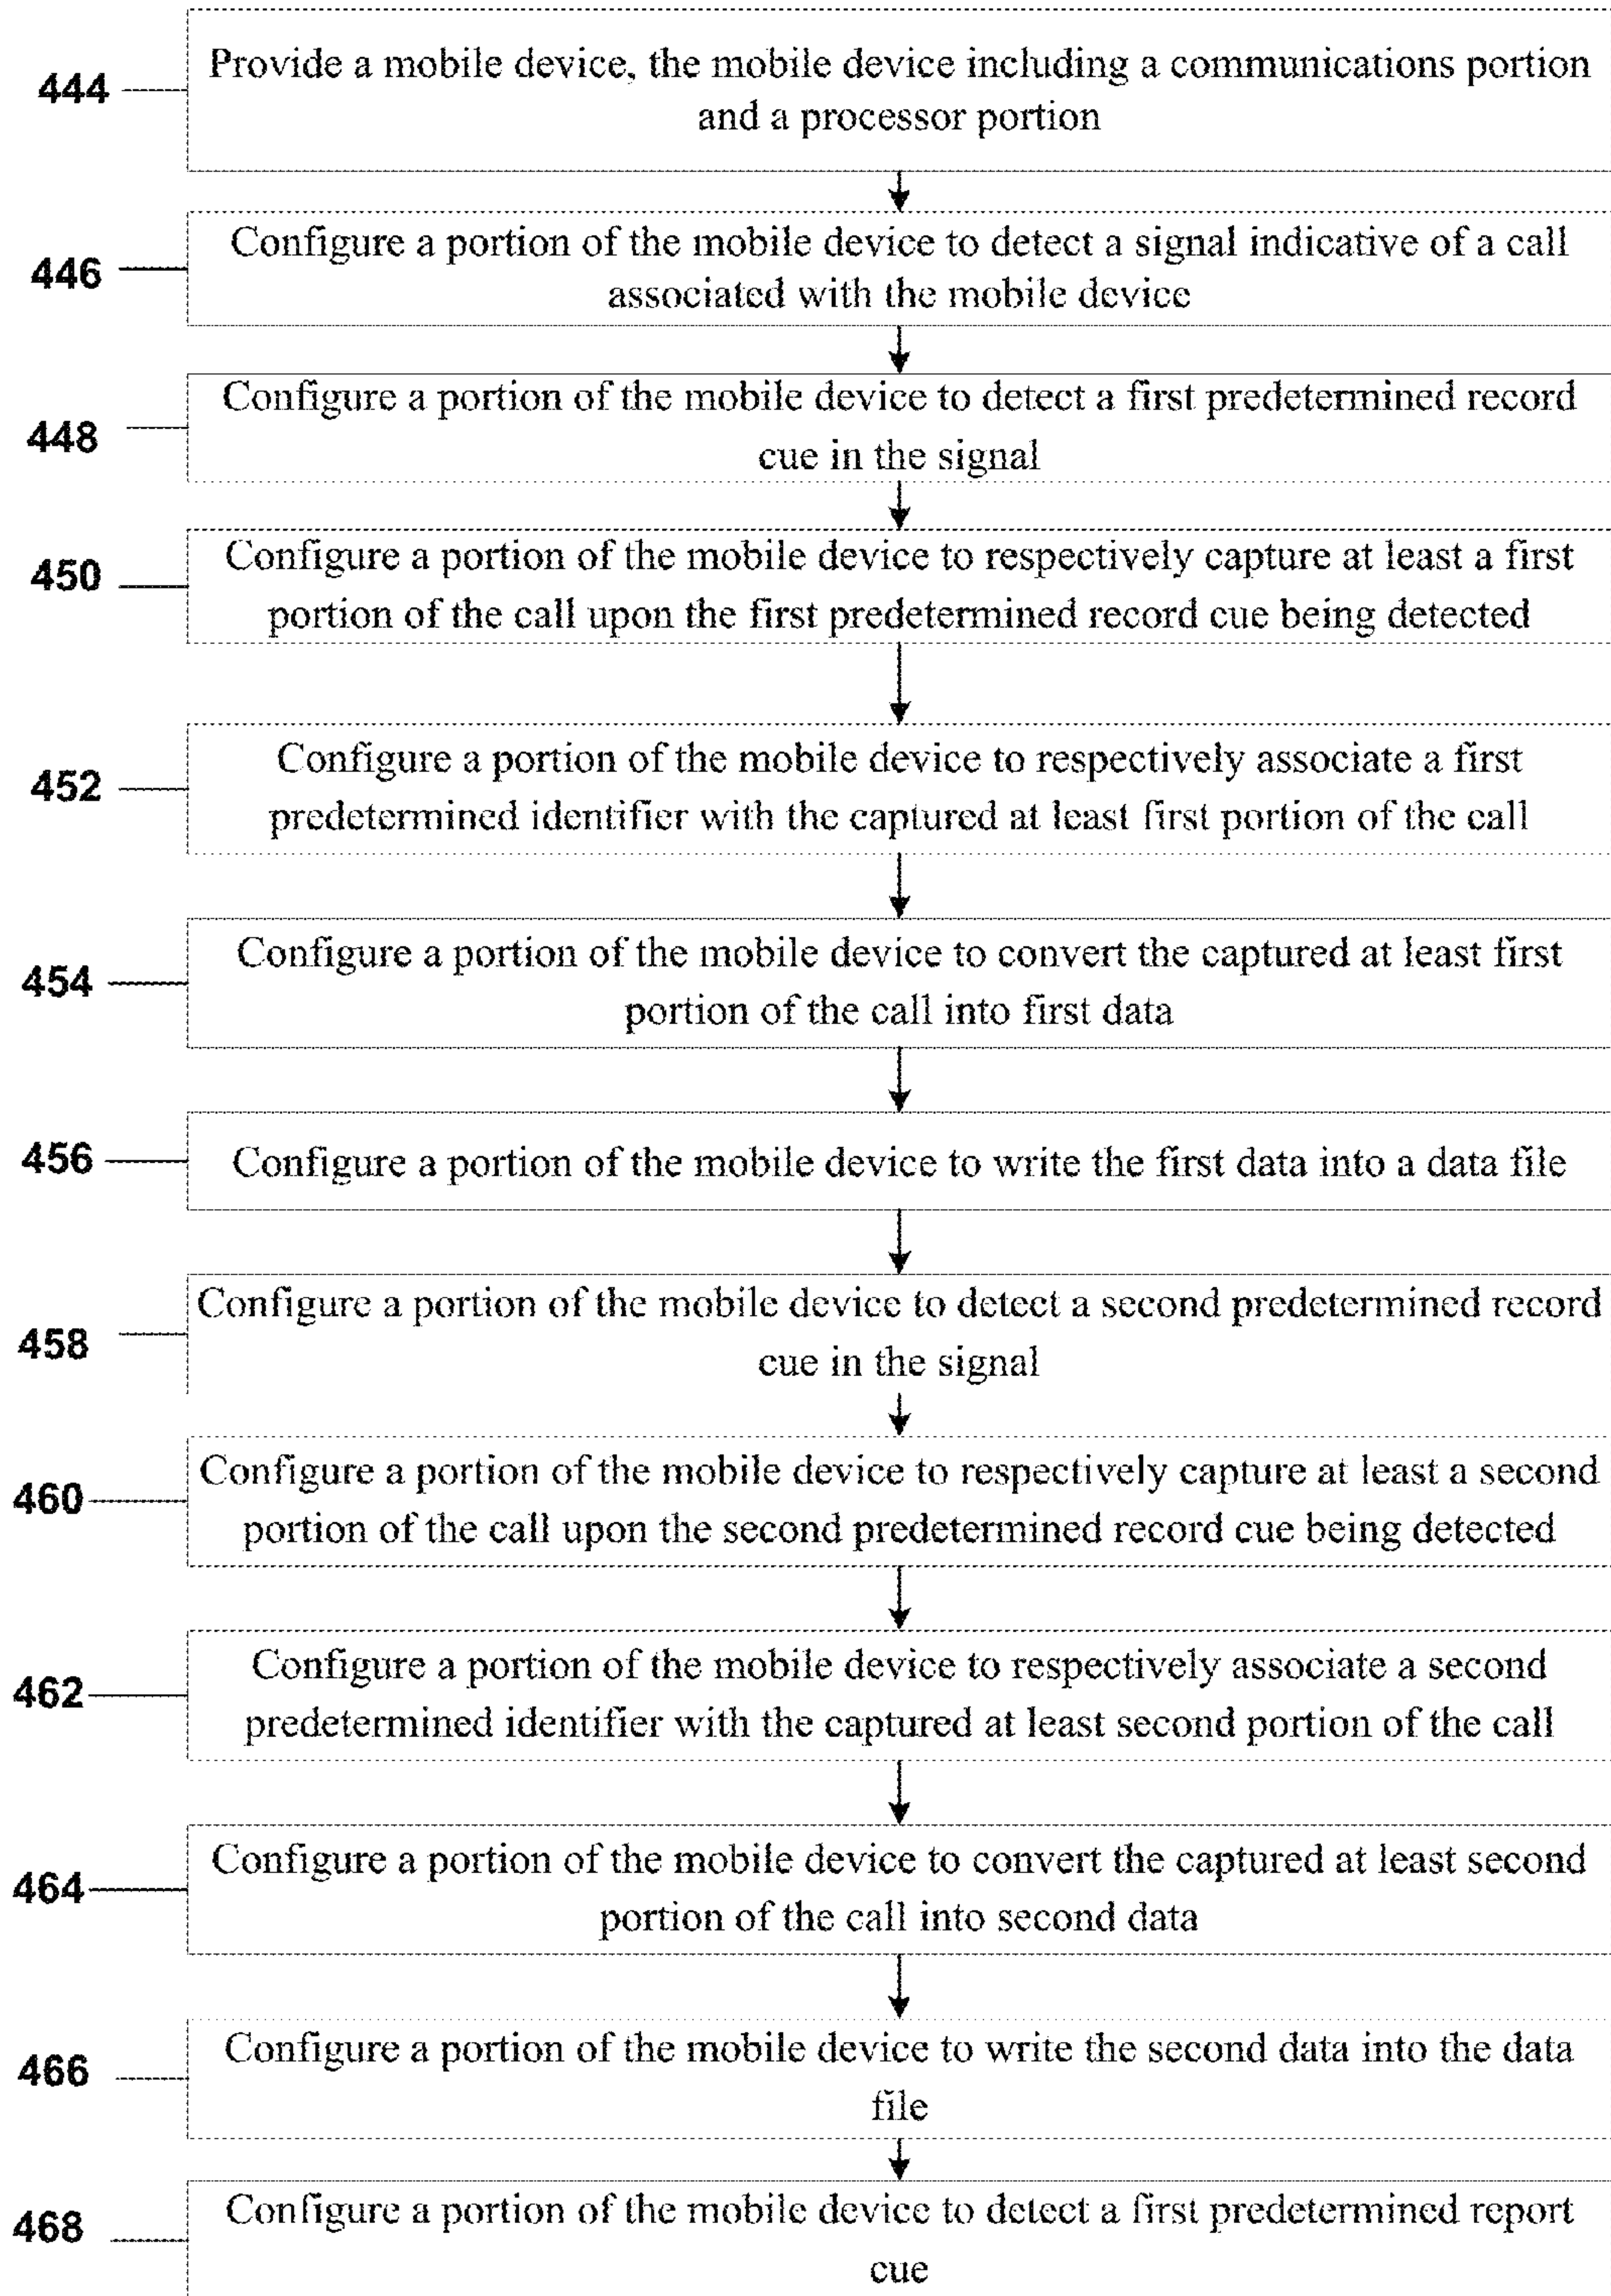 444
Provide a mobile device, the mobile device including a communications portion
and a processor portion
446
Configure a portion of the mobile device to detect a signal indicative of a call
associated with the mobile device
448
Configure a portion of the mobile device to detect a first predetermined record
cue in the signal
450
Configure a portion of the mobile device to respectively capture at least a first
portion of the call upon the first predetermined record cue being detected
452
Configure a portion of the mobile device to respectively associate a first
predetermined identifier with the captured at least first portion of the call
454
Configure a portion of the mobile device to convert the captured at least first
portion of the call into first data
456
Configure a portion of the mobile device to write the first data into a data file
458
Configure a portion of the mobile device to detect a second predetermined record
cue in the signal
460
Configure a portion of the mobile device to respectively capture at least a second
portion of the call upon the second predetermined record cue being detected
462
Configure a portion of the mobile device to respectively associate a second
predetermined identifier with the captured at least second portion of the call
464
Configure a portion of the mobile device to convert the captured at least second
portion of the call into second data
466
Configure a portion of the mobile device to write the second data into the data
file
468
Configure a portion of the mobile device to detect a first predetermined report
cue